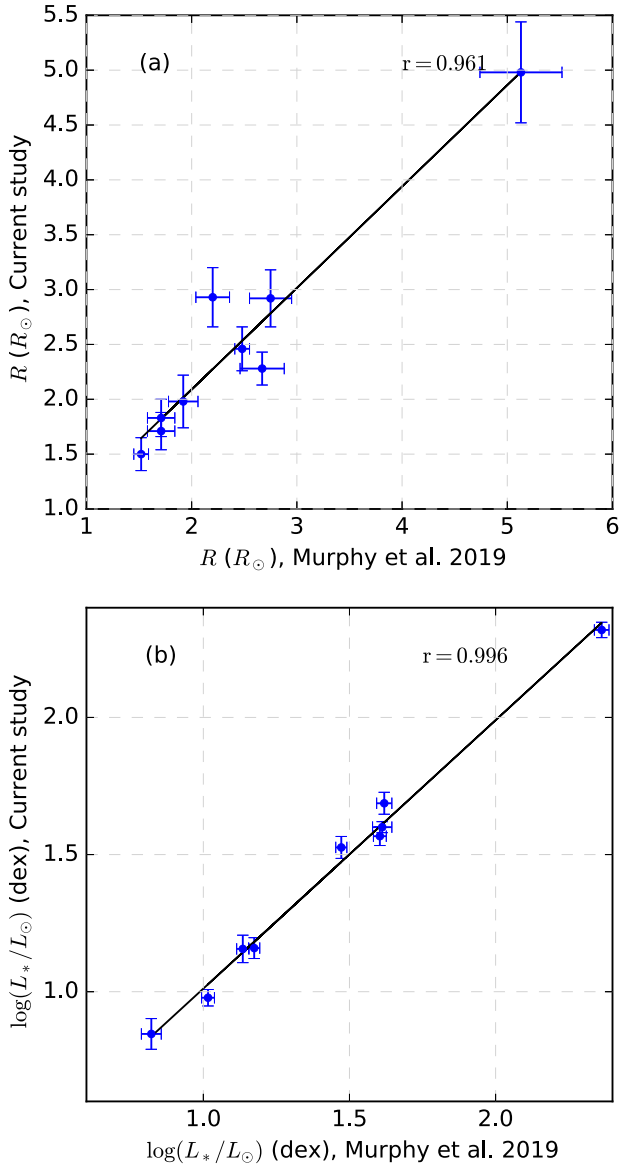 5.5
5.0
4.5
4.0
3.5
3.0
2.5
2.0
1.5
1.0
R (R⊙), Current study
(a)
r = 0.961
1 2 3 4 5 6
R (R⊙), Murphy et al. 2019
2.0
1.5
1.0
log(L*/L⊙) (dex), Current study
(b)
r = 0.996
1.0 1.5 2.0
log(L*/L⊙) (dex), Murphy et al. 2019